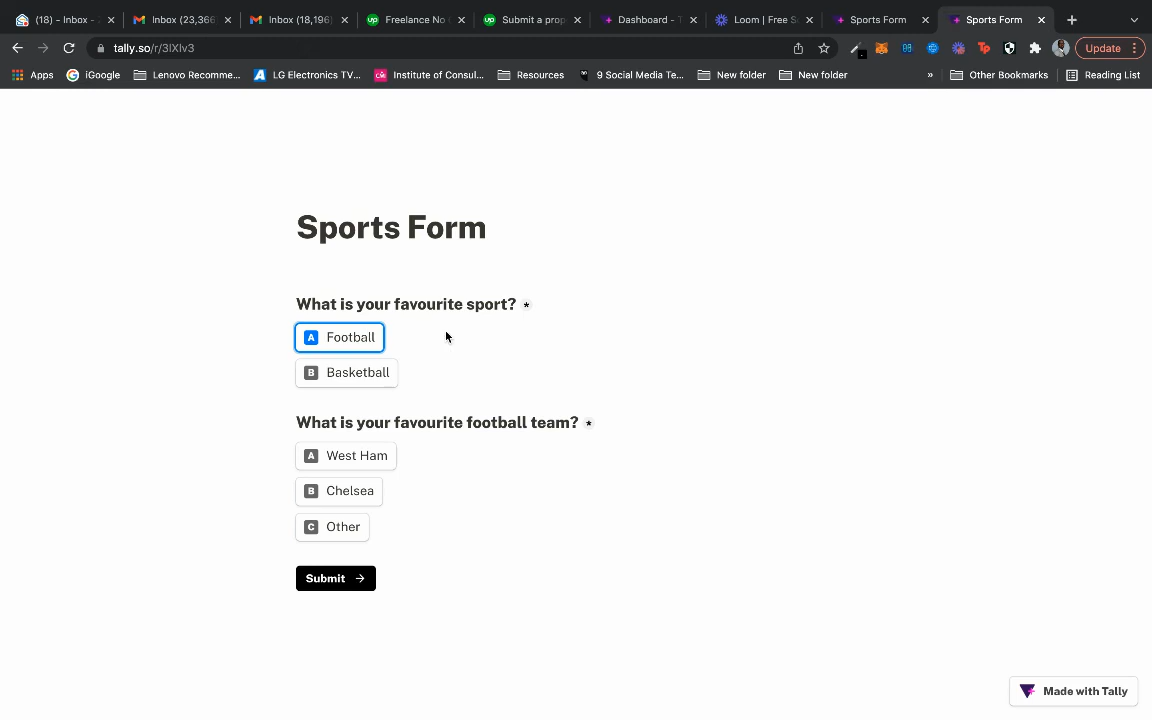 (18) - Inbox -
Inbox (23,366
Inbox (18,196)
Freelance No
Submit a prop
Dashboard - T
Loom | Free S
Sports Form
Sports Form
tally.so/r/3lXlv3
Update
Apps
iGoogle
Lenovo Recomme...
LG Electronics TV...
Institute of Consul...
Resources
9 Social Media Te...
New folder
New folder
»
Other Bookmarks
Reading List
Sports Form
What is your favourite sport? *
A Football
B Basketball
What is your favourite football team? *
A West Ham
B Chelsea
C Other
Submit →
Made with Tally